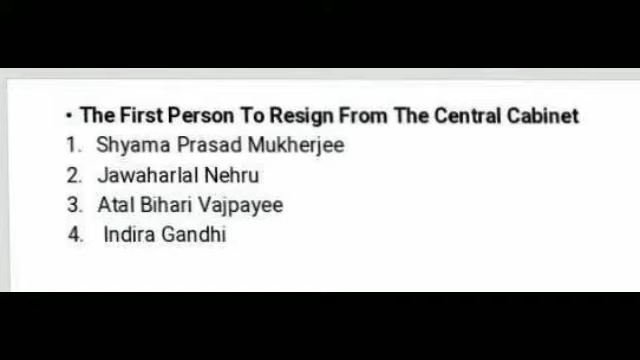 • The First Person To Resign From The Central Cabinet
1. Shyama Prasad Mukherjee
2. Jawaharlal Nehru
3. Atal Bihari Vajpayee
4. Indira Gandhi